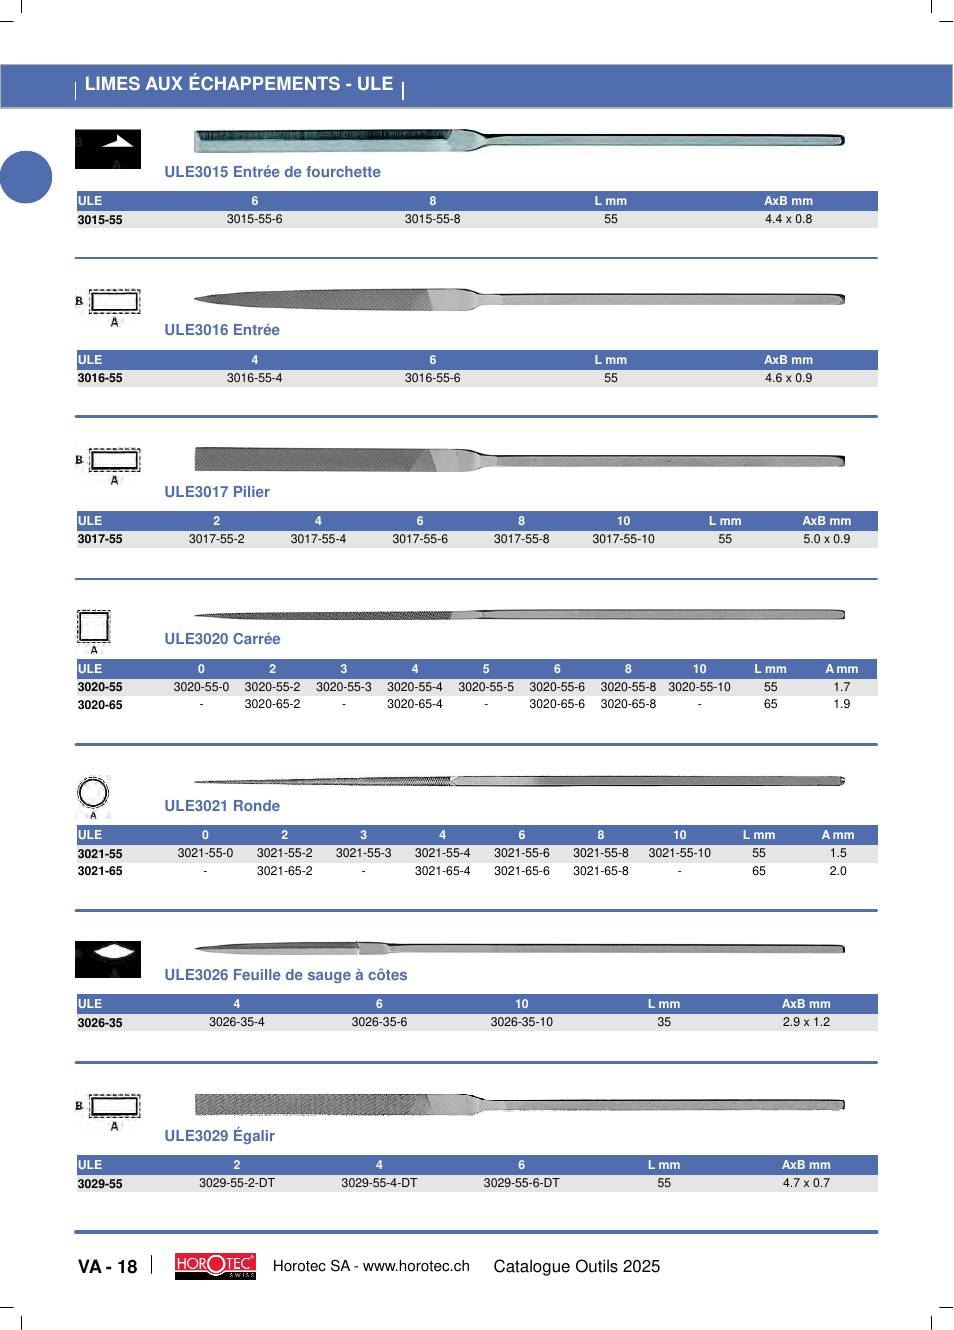 LIMES AUX ÉCHAPPEMENTS - ULE
B
A
ULE3015 Entrée de fourchette
ULE 6 8 L mm AxB mm
3015-55 3015-55-6 3015-55-8 55 4.4 x 0.8
B
A
ULE3016 Entrée
ULE 4 6 L mm AxB mm
3016-55 3016-55-4 3016-55-6 55 4.6 x 0.9
B
A
ULE3017 Pilier
ULE 2 4 6 8 10 L mm AxB mm
3017-55 3017-55-2 3017-55-4 3017-55-6 3017-55-8 3017-55-10 55 5.0 x 0.9
A
ULE3020 Carrée
ULE 0 2 3 4 5 6 8 10 L mm A mm
3020-55 3020-55-0 3020-55-2 3020-55-3 3020-55-4 3020-55-5 3020-55-6 3020-55-8 3020-55-10 55 1.7
3020-65 - 3020-65-2 - 3020-65-4 - 3020-65-6 3020-65-8 - 65 1.9
A
ULE3021 Ronde
ULE 0 2 3 4 6 8 10 L mm A mm
3021-55 3021-55-0 3021-55-2 3021-55-3 3021-55-4 3021-55-6 3021-55-8 3021-55-10 55 1.5
3021-65 - 3021-65-2 - 3021-65-4 3021-65-6 3021-65-8 - 65 2.0
A
ULE3026 Feuille de sauge à côtes
ULE 4 6 10 L mm AxB mm
3026-35 3026-35-4 3026-35-6 3026-35-10 35 2.9 x 1.2
B
A
ULE3029 Égalir
ULE 2 4 6 L mm AxB mm
3029-55 3029-55-2-DT 3029-55-4-DT 3029-55-6-DT 55 4.7 x 0.7
VA - 18 HOROTEC® SWISS Horotec SA - www.horotec.ch Catalogue Outils 2025